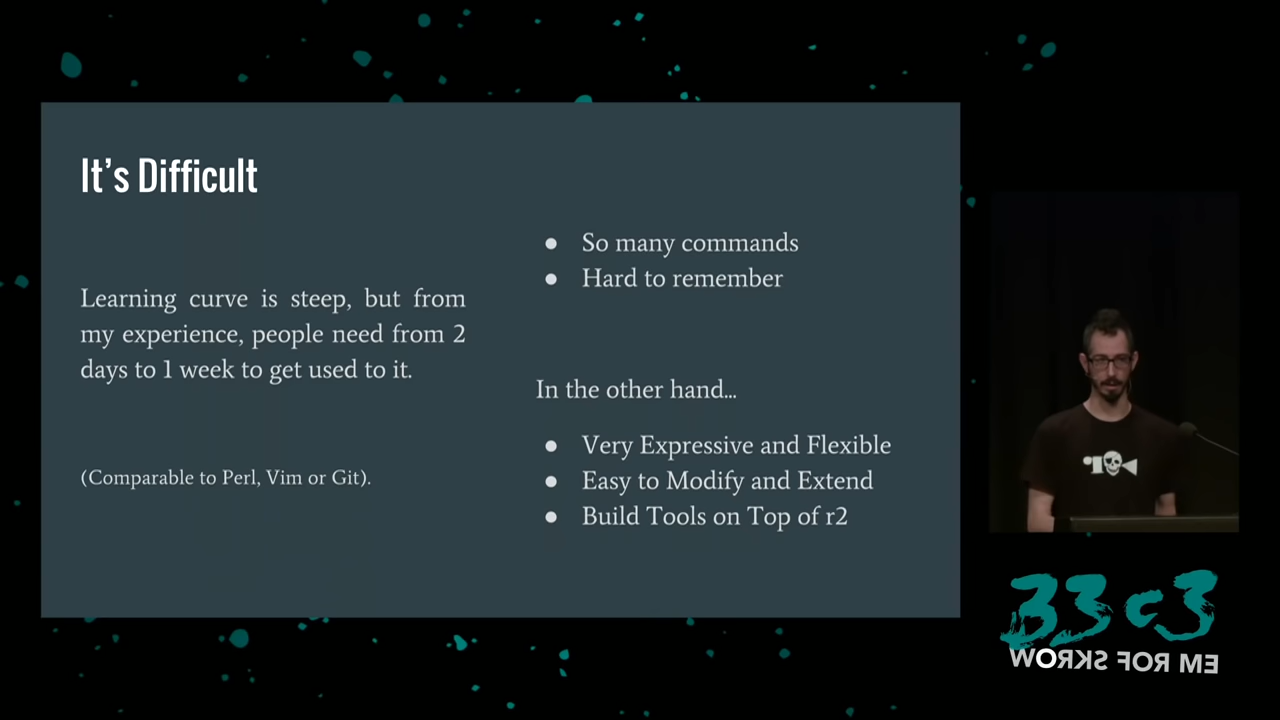 It's Difficult
Learning curve is steep, but from
my experience, people need from 2
days to 1 week to get used to it.
(Comparable to Perl, Vim or Git).
● So many commands
● Hard to remember
In the other hand...
● Very Expressive and Flexible
● Easy to Modify and Extend
● Build Tools on Top of r2
33c3
WORKS FOR ME